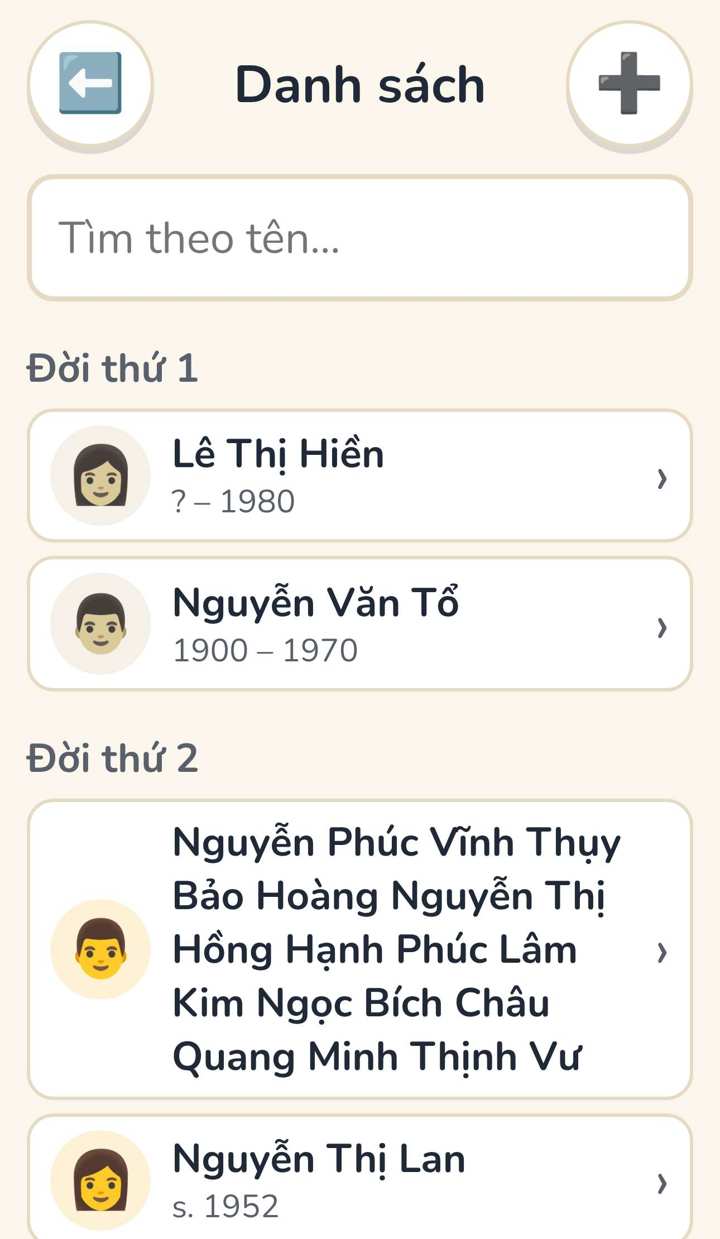 Danh sách
Tìm theo tên...
Đời thứ 1
Lê Thị Hiền
? – 1980
Nguyễn Văn Tổ
1900 – 1970
Đời thứ 2
Nguyễn Phúc Vĩnh Thụy
Bảo Hoàng Nguyễn Thị
Hồng Hạnh Phúc Lâm
Kim Ngọc Bích Châu
Quang Minh Thịnh Vư
Nguyễn Thị Lan
s. 1952